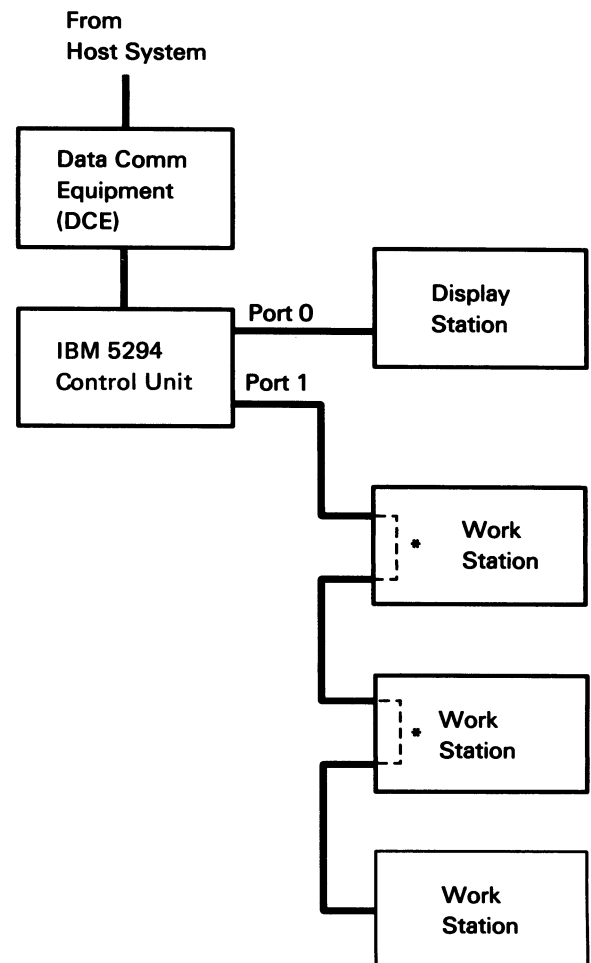 From
Host System
Data Comm
Equipment
(DCE)
Port 0
Display
Station
IBM 5294
Control Unit
Port 1
* Work
Station
* Work
Station
Work
Station